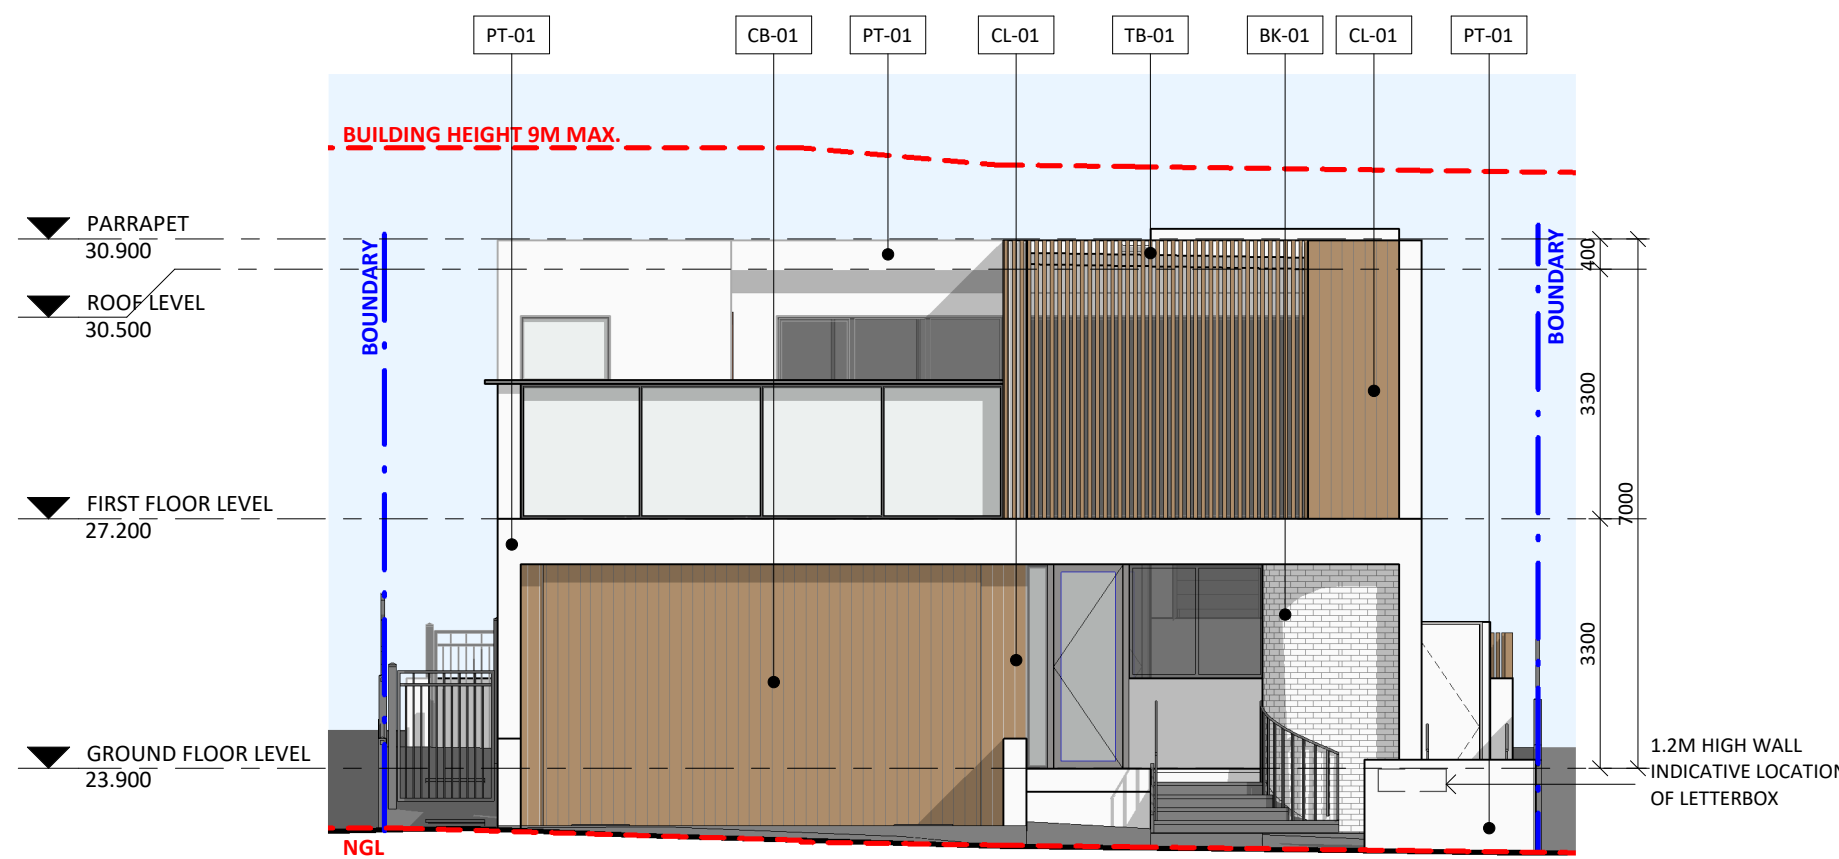 PT-01
CB-01
PT-01
CL-01
TB-01
BK-01
CL-01
PT-01
BUILDING HEIGHT 9M MAX.
PARRAPET
30.900
ROOF LEVEL
30.500
BOUNDARY
BOUNDARY
400
3300
7000
FIRST FLOOR LEVEL
27.200
3300
GROUND FLOOR LEVEL
23.900
1.2M HIGH WALL
INDICATIVE LOCATION
OF LETTERBOX
NGL